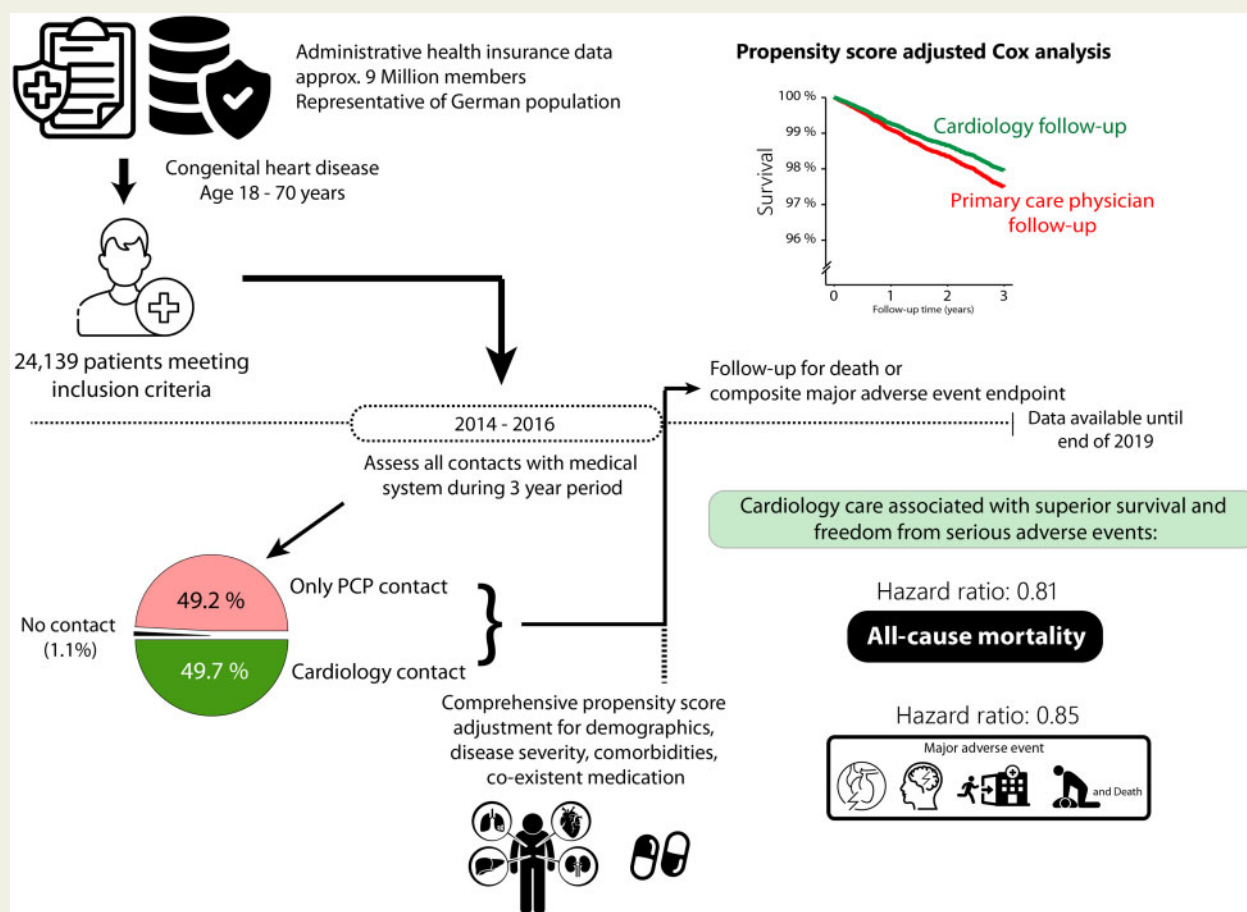 Administrative health insurance data
approx. 9 Million members
Representative of German population
Congenital heart disease
Age 18 - 70 years
24,139 patients meeting
inclusion criteria
Propensity score adjusted Cox analysis
100 %
99 %
98 %
97 %
96 %
Survival
Cardiology follow-up
Primary care physician
follow-up
0
1
2
3
Follow-up time (years)
Follow-up for death or
composite major adverse event endpoint
2014 - 2016
Data available until
end of 2019
Assess all contacts with medical
system during 3 year period
49.2 %
Only PCP contact
No contact
(1.1%)
49.7 %
Cardiology contact
Comprehensive propensity score
adjustment for demographics,
disease severity, comorbidities,
co-existent medication
Cardiology care associated with superior survival and
freedom from serious adverse events:
Hazard ratio: 0.81
All-cause mortality
Hazard ratio: 0.85
Major adverse event
and Death